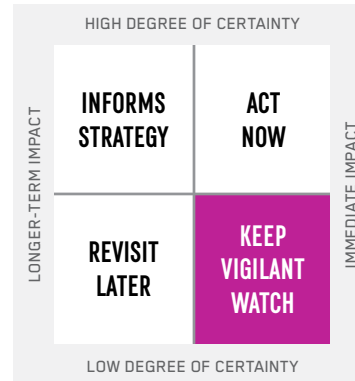 HIGH DEGREE OF CERTAINTY
LONGER-TERM IMPACT
INFORMS
STRATEGY
ACT
NOW
IMMEDIATE IMPACT
REVISIT
LATER
KEEP
VIGILANT
WATCH
LOW DEGREE OF CERTAINTY